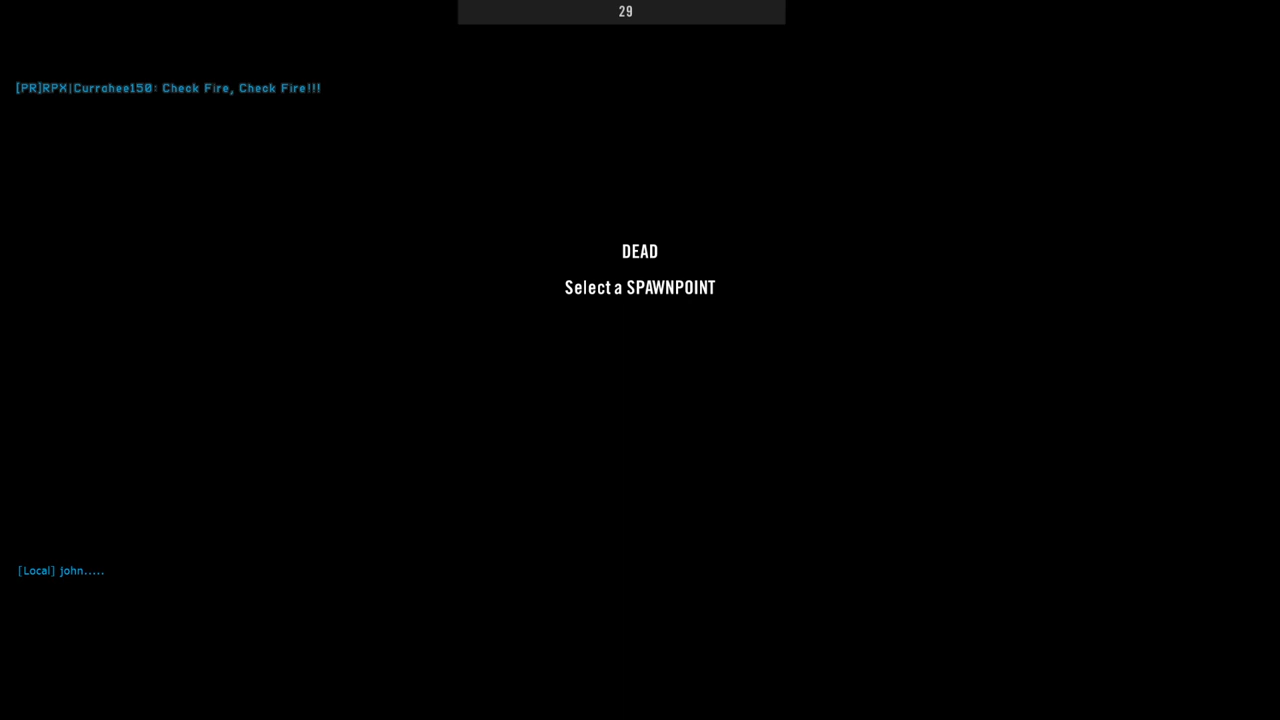 29
[PR]RPX|Currahee150: Check Fire, Check Fire!!!
DEAD
Select a SPAWNPOINT
[Local] john.....